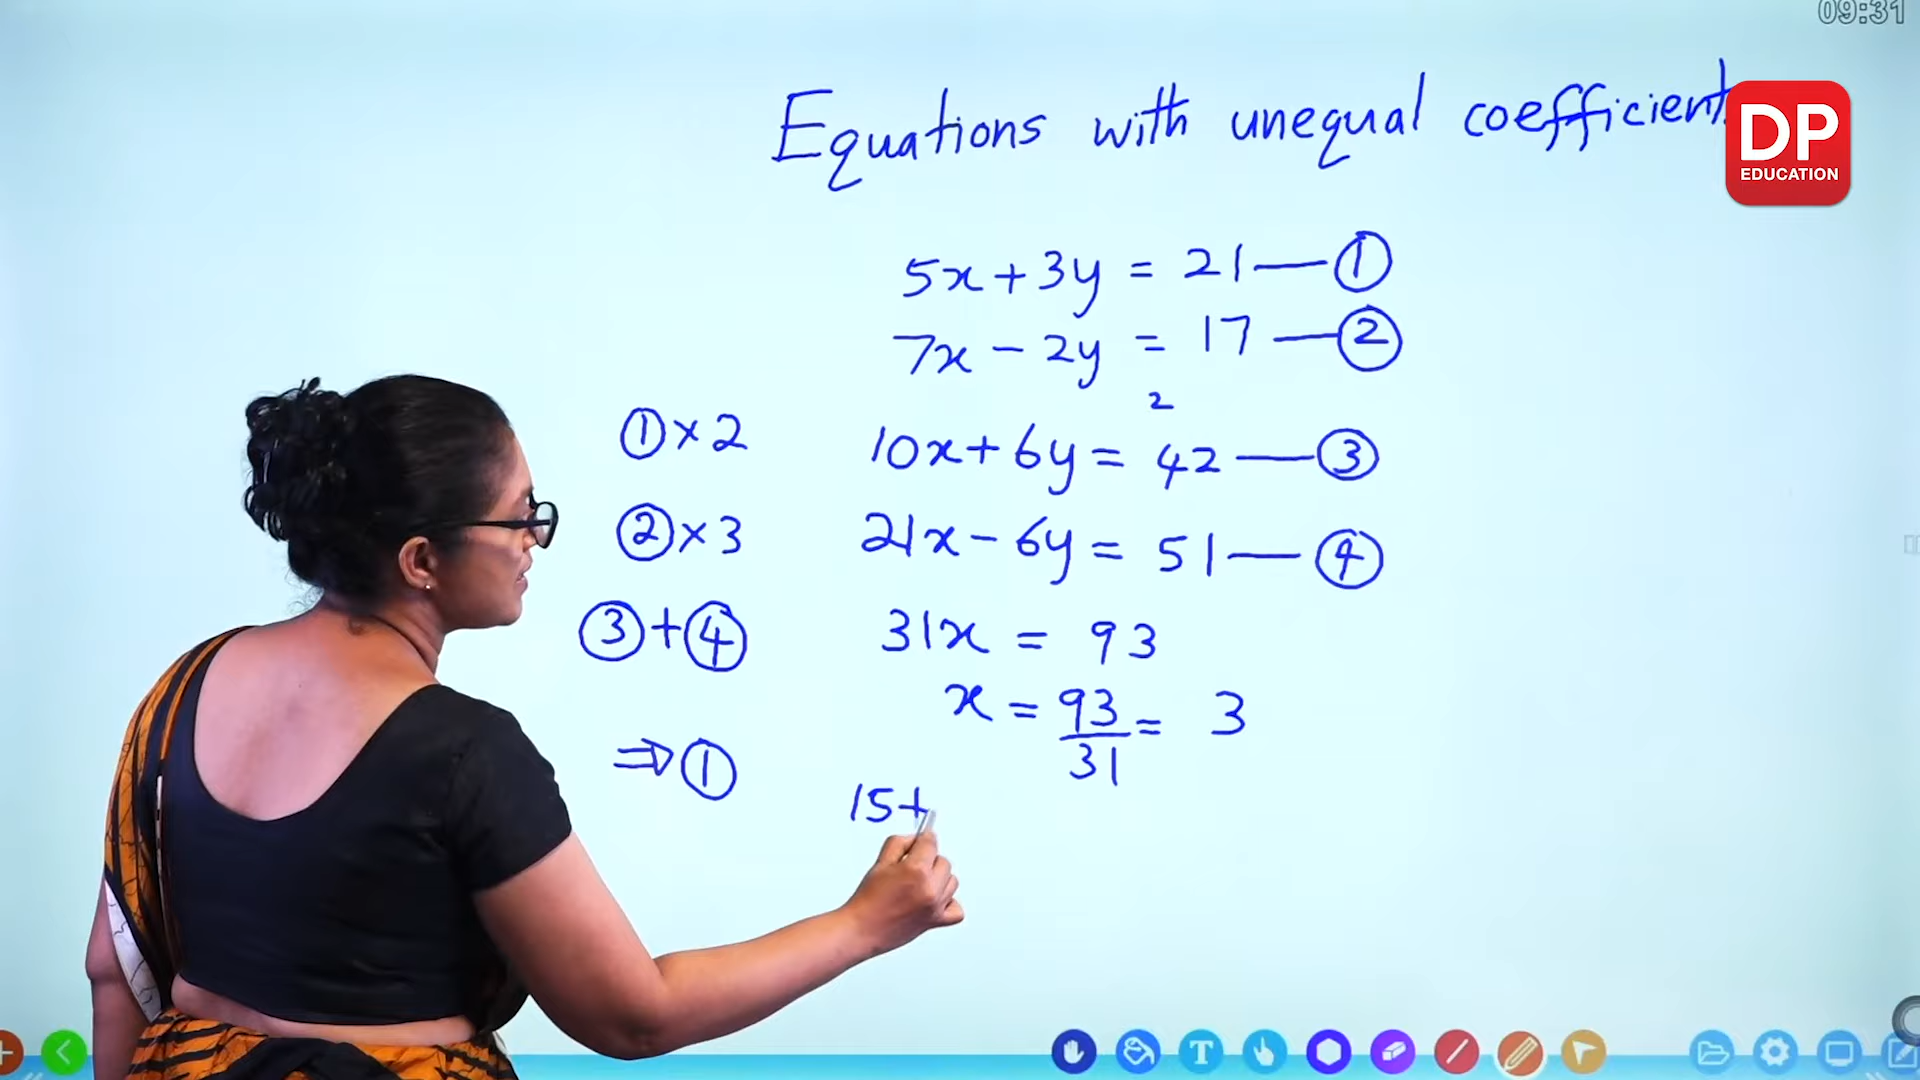 09:31
Equations with unequal coefficient
DP
EDUCATION
5x + 3y = 21 — ①
7x - 2y = 17 — ②
2
① × 2 10x + 6y = 42 — ③
② × 3 21x - 6y = 51 — ④
③ + ④ 31x = 93
x = 93/31 = 3
⇒ ①
15+
T